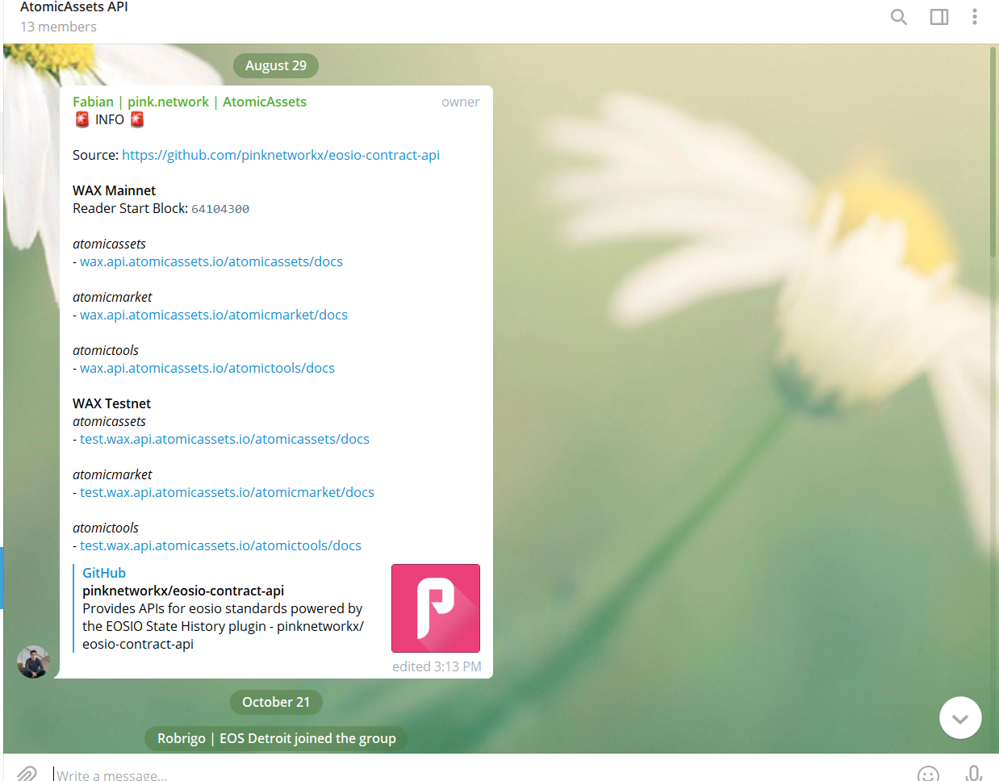 AtomicAssets API
13 members
August 29
Fabian | pink.network | AtomicAssets owner
🚨 INFO 🚨
Source: https://github.com/pinknetworkx/eosio-contract-api
WAX Mainnet
Reader Start Block: 64104300
atomicassets
- wax.api.atomicassets.io/atomicassets/docs
atomicmarket
- wax.api.atomicassets.io/atomicmarket/docs
atomictools
- wax.api.atomicassets.io/atomictools/docs
WAX Testnet
atomicassets
- test.wax.api.atomicassets.io/atomicassets/docs
atomicmarket
- test.wax.api.atomicassets.io/atomicmarket/docs
atomictools
- test.wax.api.atomicassets.io/atomictools/docs
GitHub
pinknetworkx/eosio-contract-api
Provides APIs for eosio standards powered by
the EOSIO State History plugin - pinknetworkx/
eosio-contract-api
edited 3:13 PM
October 21
Robrigo | EOS Detroit joined the group
Write a message...